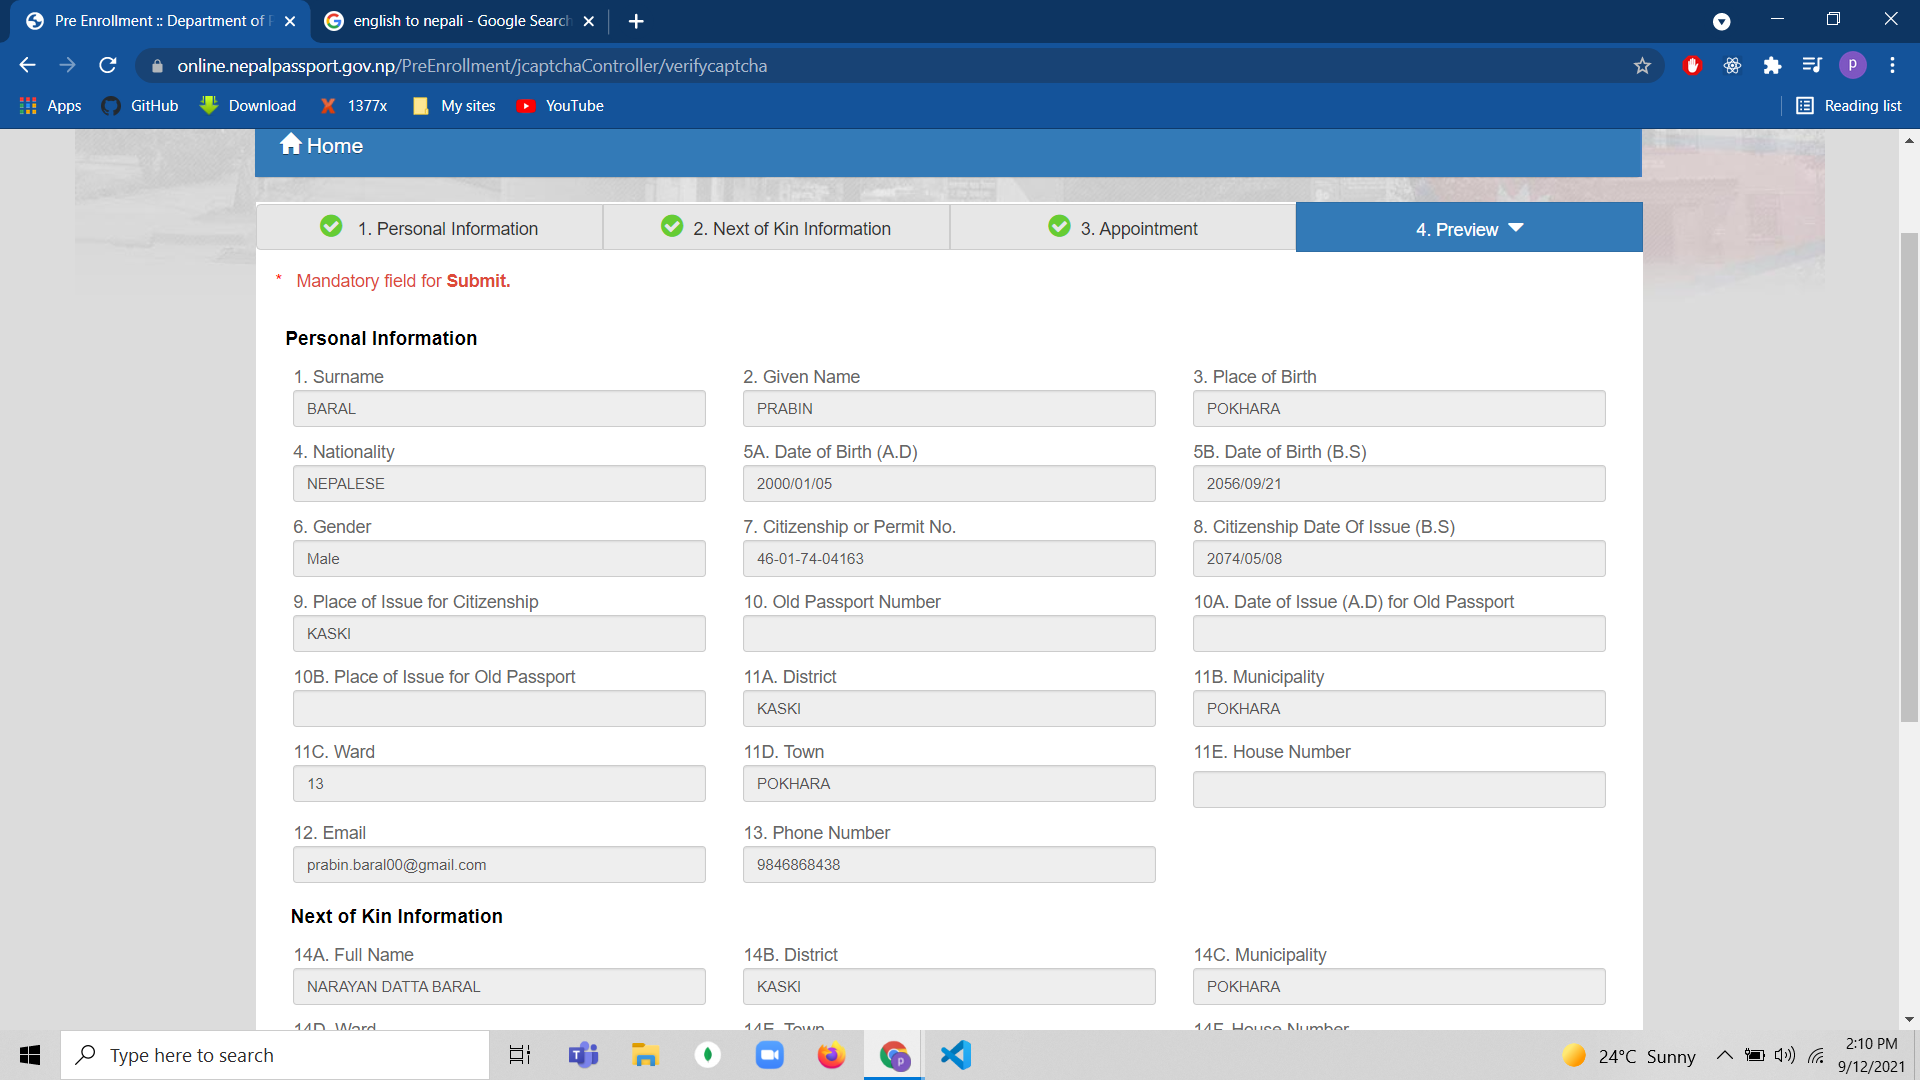 Pre Enrollment :: Department of P
english to nepali - Google Search
online.nepalpassport.gov.np/PreEnrollment/jcaptchaController/verifycaptcha
P
Apps GitHub Download 1377x My sites YouTube Reading list
Home
1. Personal Information 2. Next of Kin Information 3. Appointment 4. Preview
* Mandatory field for Submit.
Personal Information
1. Surname 2. Given Name 3. Place of Birth
BARAL PRABIN POKHARA
4. Nationality 5A. Date of Birth (A.D) 5B. Date of Birth (B.S)
NEPALESE 2000/01/05 2056/09/21
6. Gender 7. Citizenship or Permit No. 8. Citizenship Date Of Issue (B.S)
Male 46-01-74-04163 2074/05/08
9. Place of Issue for Citizenship 10. Old Passport Number 10A. Date of Issue (A.D) for Old Passport
KASKI
10B. Place of Issue for Old Passport 11A. District 11B. Municipality
KASKI POKHARA
11C. Ward 11D. Town 11E. House Number
13 POKHARA
12. Email 13. Phone Number
prabin.baral00@gmail.com 9846868438
Next of Kin Information
14A. Full Name 14B. District 14C. Municipality
NARAYAN DATTA BARAL KASKI POKHARA
14D. Ward 14E. Town 14F. House Number
Type here to search
24°C Sunny
2:10 PM
9/12/2021